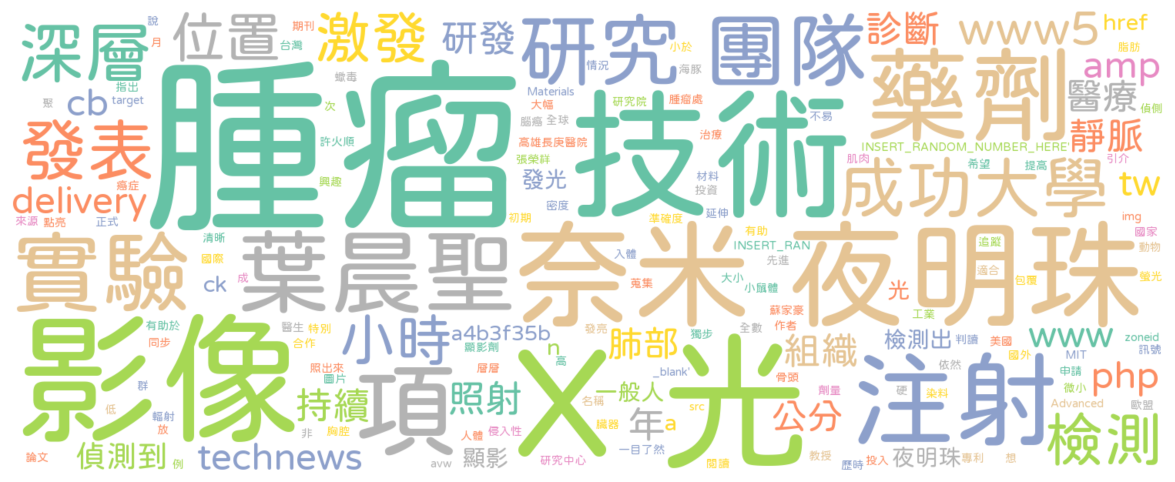 深層
說
月
位置
期刊
台灣
激發
研發
研究
團隊
小於
海豚
情況
診斷
www5
href
脂肪
amp
偵側
指出
target
蠟毒
聚
cb
次
Materials
大幅
腦癌
全球
研究院
腫瘤處
治療
不易
藥劑
醫療
靜脈
發表
癌症
delivery
來源
點亮
正式
腫瘤
許火順
興趣
高雄長庚醫院
張榮祥
發光
密度
初期
技術
材料
投資
延伸
準確度
INSERT_RANDOM_NUMBER_HERE'
肌肉
希望
提高
引介
成功大學
tw
img
國家
動物
實驗
清晰
國際
ck
成
葉晨聖
奈米
入體
蒐集
有助
INSERT_RAN
先進
大小
小觚體
夜明珠
光
追蹤
適合
包覆
螢光
工業
影像
有助於
同步
醫生
特別
合作
照出來
圖片
小時
顯影劑
a4b3f35b
層層
n
高
發亮
獨步
全數
蘇家豪
作者
肺部
組織
檢測出
判讀
美國
www
zoneid
訊號
國外
MIT
申請
微小
依然
群
低
輻射
放
非
胸腔
持續
項
照射
_blank'
名稱
X光
一般人
骨頭
劑量
硬
染料
Advanced
php
歐盟
論文
偵測到
例
technews
人體
侵入性
臟器
avw
顯影
研究中心
一目了然
年
a
src
閱讀
教授
公分
歷時
投入
注射
夜明珠
專利
想
檢測